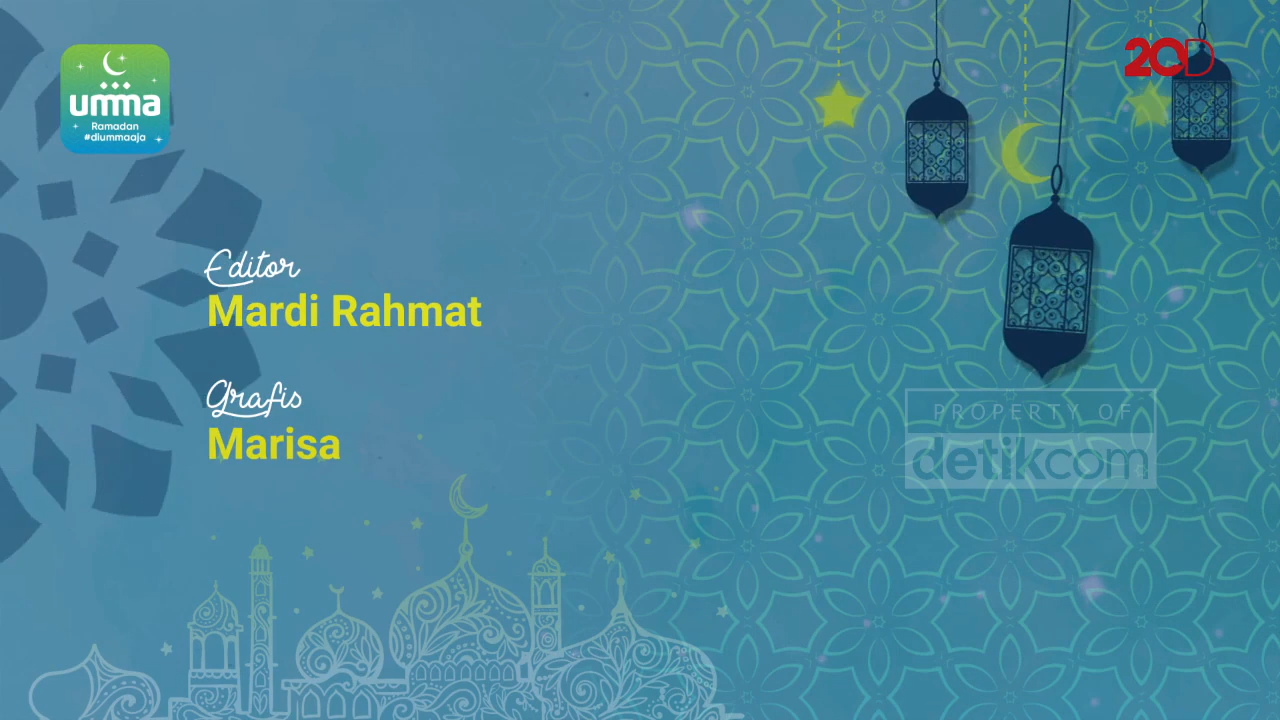 umma
Ramadan
#diummaaja
20D
Editor
Mardi Rahmat
Grafis
Marisa
PROPERTY OF
detikcom